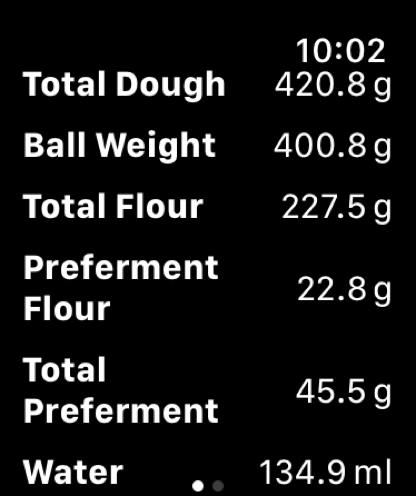 10:02
Total Dough 420.8 g
Ball Weight 400.8 g
Total Flour 227.5 g
Preferment
Flour 22.8 g
Total
Preferment 45.5 g
Water 134.9 ml